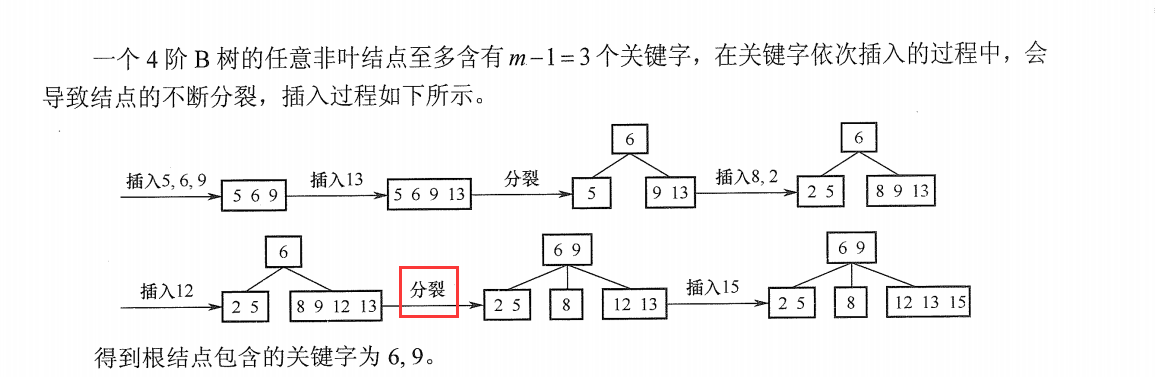 一个 4 阶 B 树的任意非叶结点至多含有 m−1=3 个关键字，在关键字依次插入的过程中，会
导致结点的不断分裂，插入过程如下所示。
6 6
插入5, 6, 9 插入13 分裂 插入8, 2
5 6 9 5 6 9 13 5 9 13 2 5 8 9 13
6 6 9 6 9
插入12 分裂 插入15
2 5 8 9 12 13 2 5 8 12 13 2 5 8 12 13 15
得到根结点包含的关键字为 6, 9。